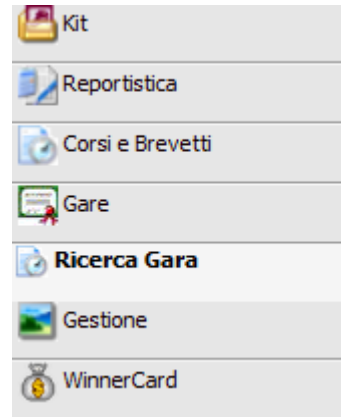 Kit
Reportistica
Corsi e Brevetti
Gare
Ricerca Gara
Gestione
WinnerCard